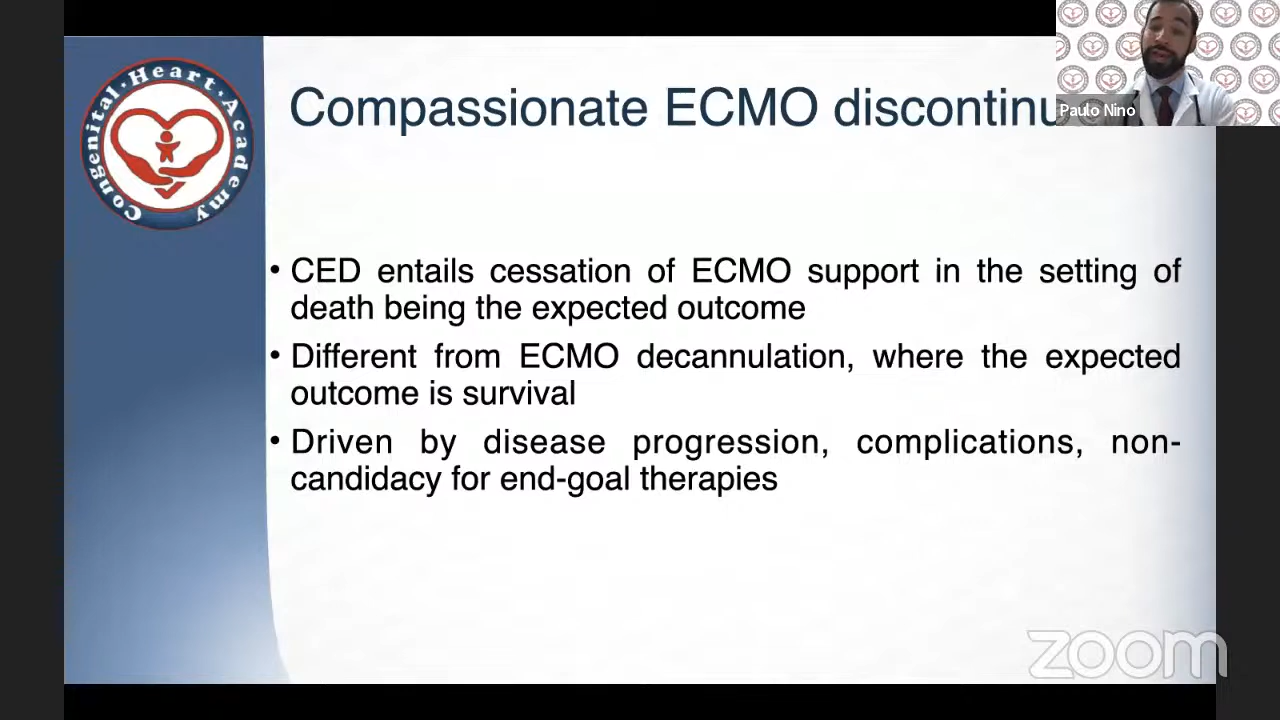 Congenital · Heart · Academy
Compassionate ECMO discontinu
Paulo Nino
• CED entails cessation of ECMO support in the setting of
death being the expected outcome
• Different from ECMO decannulation, where the expected
outcome is survival
• Driven by disease progression, complications, non-
candidacy for end-goal therapies
zoom